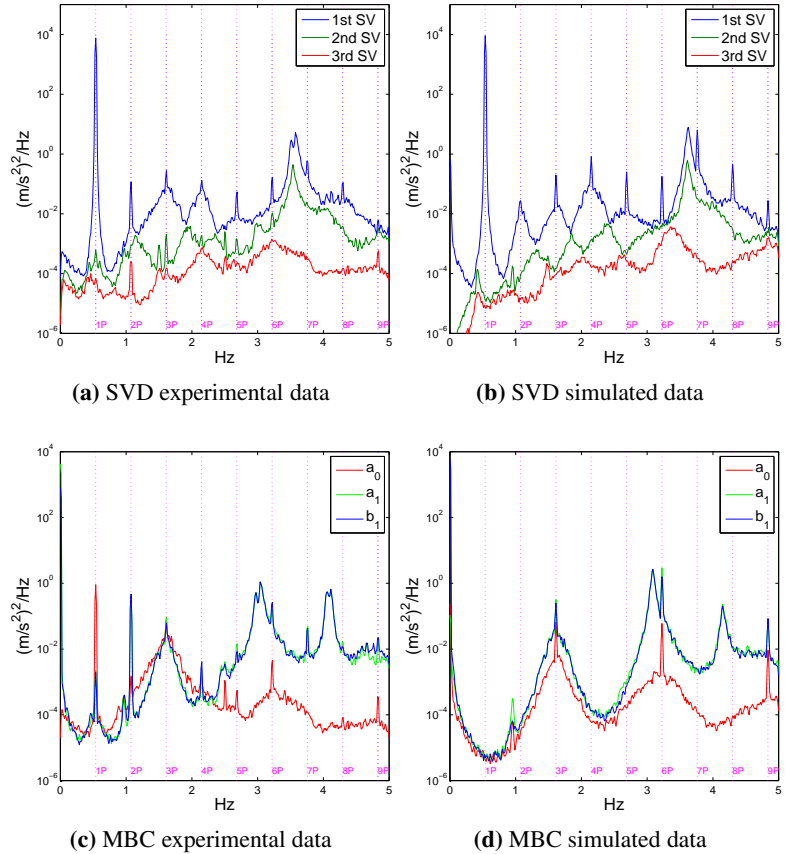 10^4
10^2
10^0
10^-2
10^-4
10^-6
(m/s^2)^2/Hz
1st SV
2nd SV
3rd SV
1P 2P 3P 4P 5P 6P 7P 8P 9P
0 1 2 3 4 5
Hz
(a) SVD experimental data
10^4
10^2
10^0
10^-2
10^-4
10^-6
(m/s^2)^2/Hz
1st SV
2nd SV
3rd SV
1P 2P 3P 4P 5P 6P 7P 8P 9P
0 1 2 3 4 5
Hz
(b) SVD simulated data
10^4
10^2
10^0
10^-2
10^-4
10^-6
(m/s^2)^2/Hz
a_0
a_1
b_1
1P 2P 3P 4P 5P 6P 7P 8P 9P
0 1 2 3 4 5
Hz
(c) MBC experimental data
10^4
10^2
10^0
10^-2
10^-4
10^-6
(m/s^2)^2/Hz
a_0
a_1
b_1
1P 2P 3P 4P 5P 6P 7P 8P 9P
0 1 2 3 4 5
Hz
(d) MBC simulated data